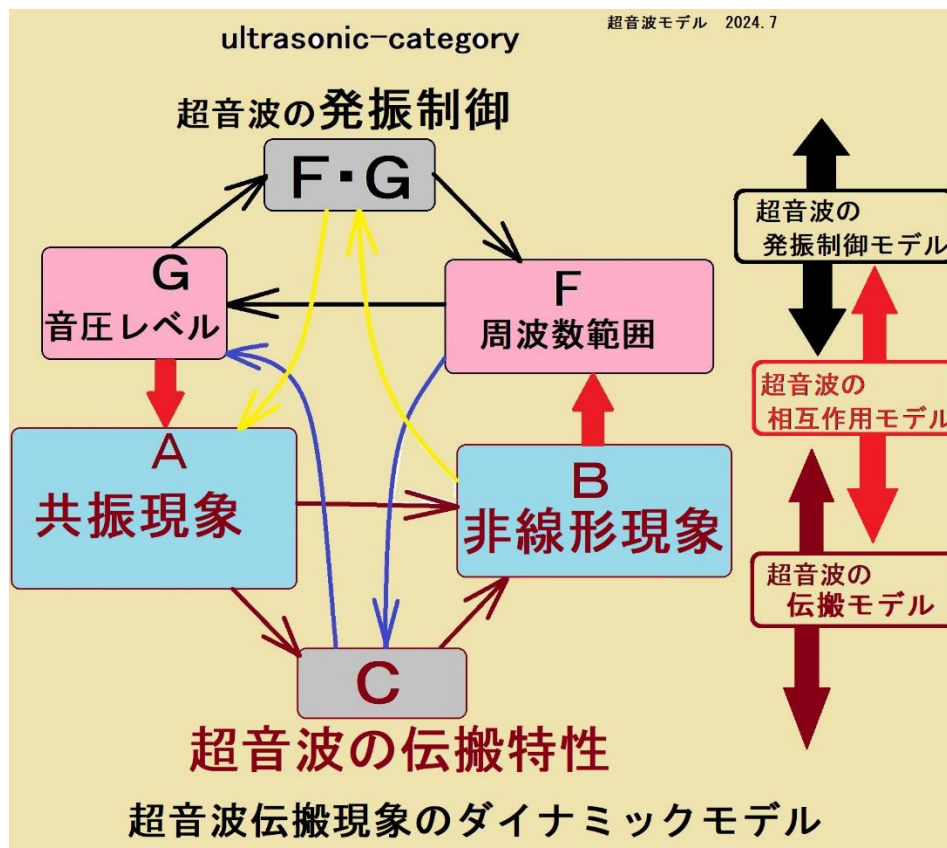 超音波モデル 2024.7
ultrasonic-category
超音波の発振制御
F・G
G
音圧レベル
F
周波数範囲
A
共振現象
B
非線形現象
C
超音波の伝搬特性
超音波伝搬現象のダイナミックモデル
超音波の
発振制御モデル
超音波の
相互作用モデル
超音波の
伝搬モデル